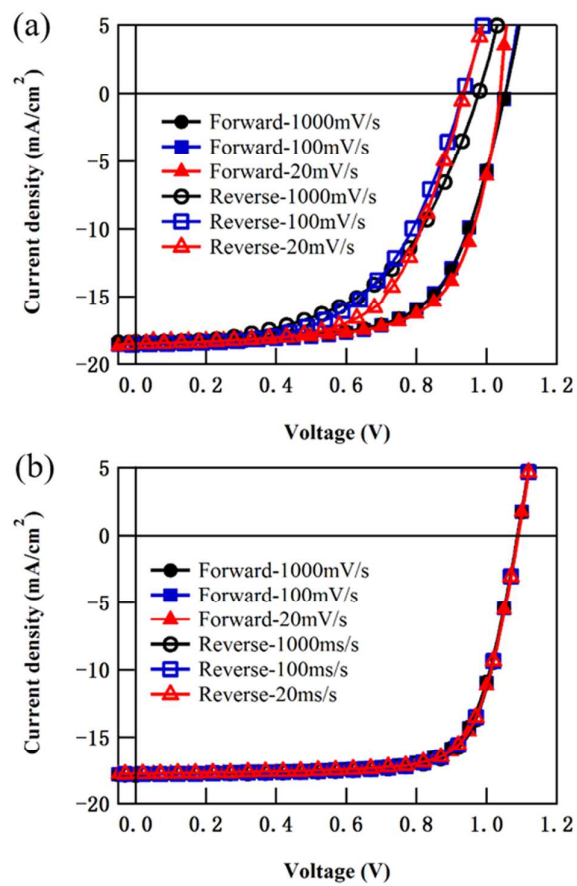 (a)
5
0
-5
-10
-15
-20
Current density (mA/cm²)
Forward-1000mV/s
Forward-100mV/s
Forward-20mV/s
Reverse-1000mV/s
Reverse-100mV/s
Reverse-20mV/s
0.0 0.2 0.4 0.6 0.8 1.0 1.2
Voltage (V)
(b)
5
0
-5
-10
-15
-20
Current density (mA/cm²)
Forward-1000mV/s
Forward-100mV/s
Forward-20mV/s
Reverse-1000ms/s
Reverse-100ms/s
Reverse-20ms/s
0.0 0.2 0.4 0.6 0.8 1.0 1.2
Voltage (V)